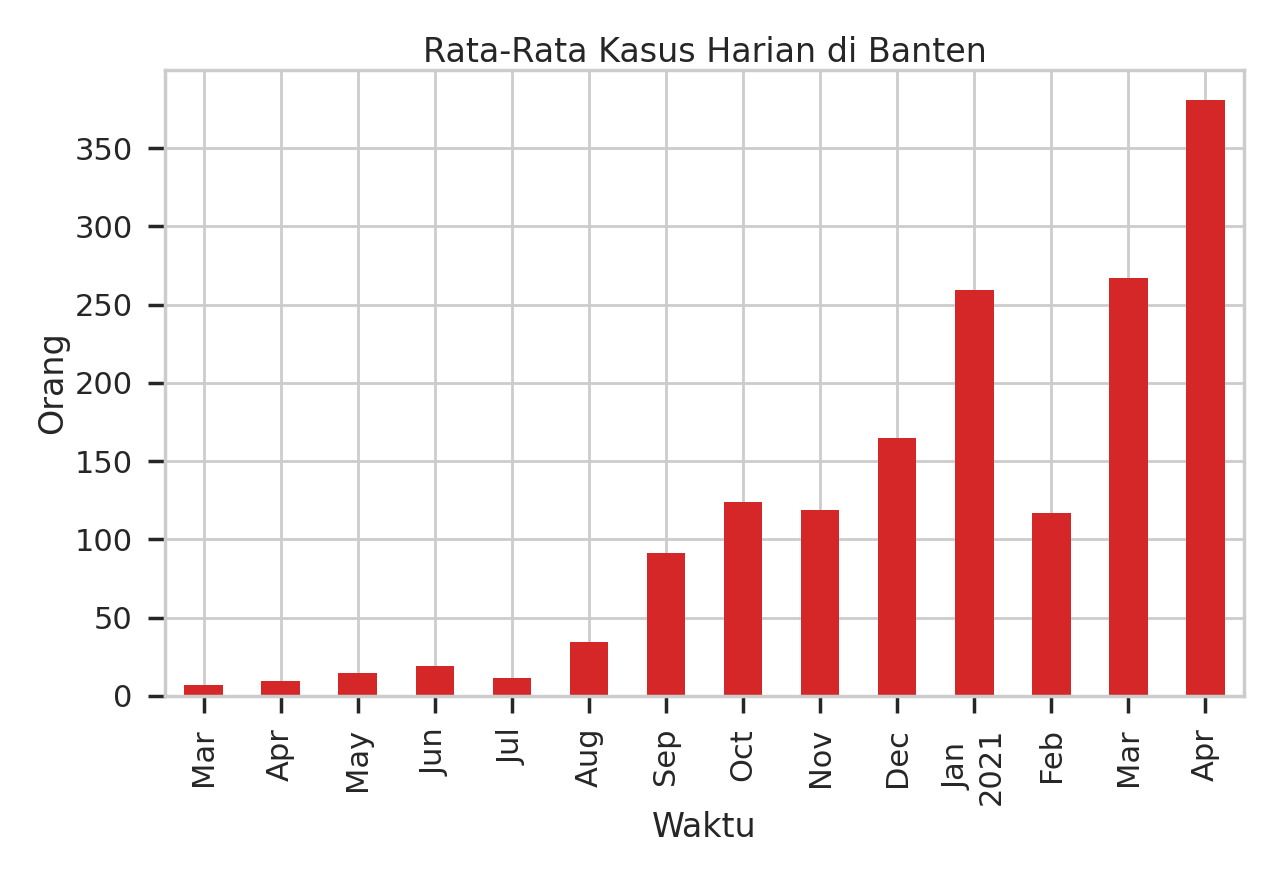 Rata-Rata Kasus Harian di Banten
350
300
250
200
150
100
50
0
Orang
Mar
Apr
May
Jun
Jul
Aug
Sep
Oct
Nov
Dec
Jan
2021
Feb
Mar
Apr
Waktu